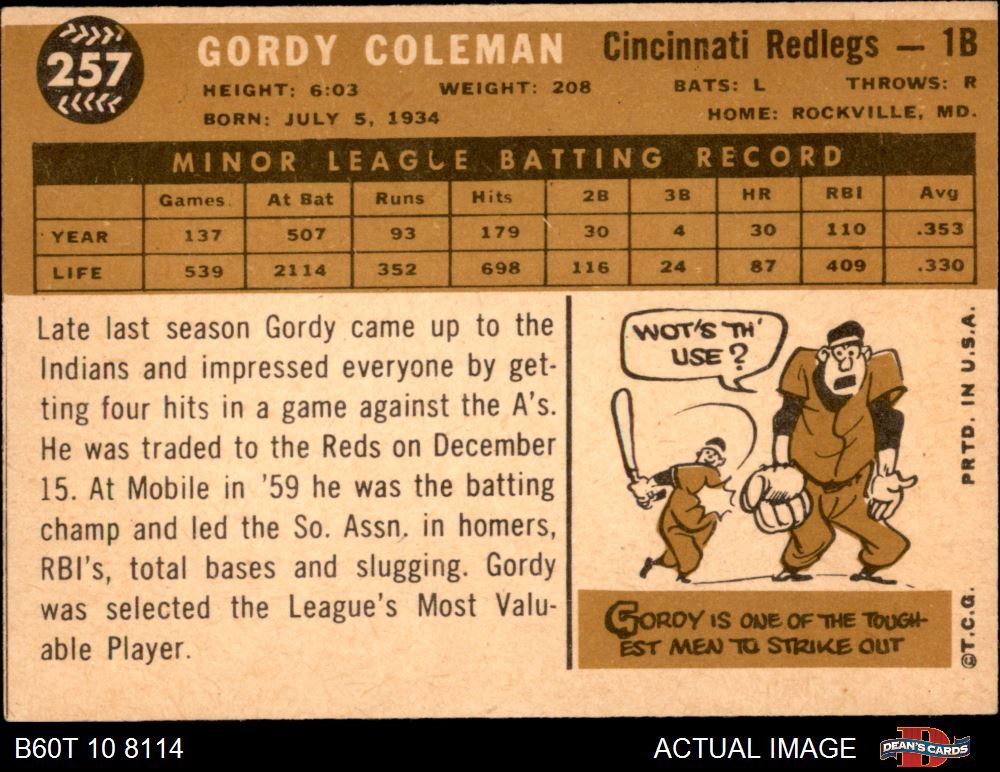 257
GORDY COLEMAN Cincinnati Redlegs — 1B
HEIGHT: 6:03 WEIGHT: 208 BATS: L THROWS: R
BORN: JULY 5, 1934 HOME: ROCKVILLE, MD.
MINOR LEAGUE BATTING RECORD
Games At Bat Runs Hits 2B 3B HR RBI Avg
YEAR 137 507 93 179 30 4 30 110 .353
LIFE 539 2114 352 698 116 24 87 409 .330
Late last season Gordy came up to the
Indians and impressed everyone by get-
ting four hits in a game against the A's.
He was traded to the Reds on December
15. At Mobile in '59 he was the batting
champ and led the So. Assn. in homers,
RBI's, total bases and slugging. Gordy
was selected the League's Most Valu-
able Player.
WOT'S TH'
USE?
GORDY IS ONE OF THE TOUGH-
EST MEN TO STRIKE OUT
PRTD. IN U.S.A.
©T.C.G.
B60T 10 8114
ACTUAL IMAGE
D
DEAN'S CARDS